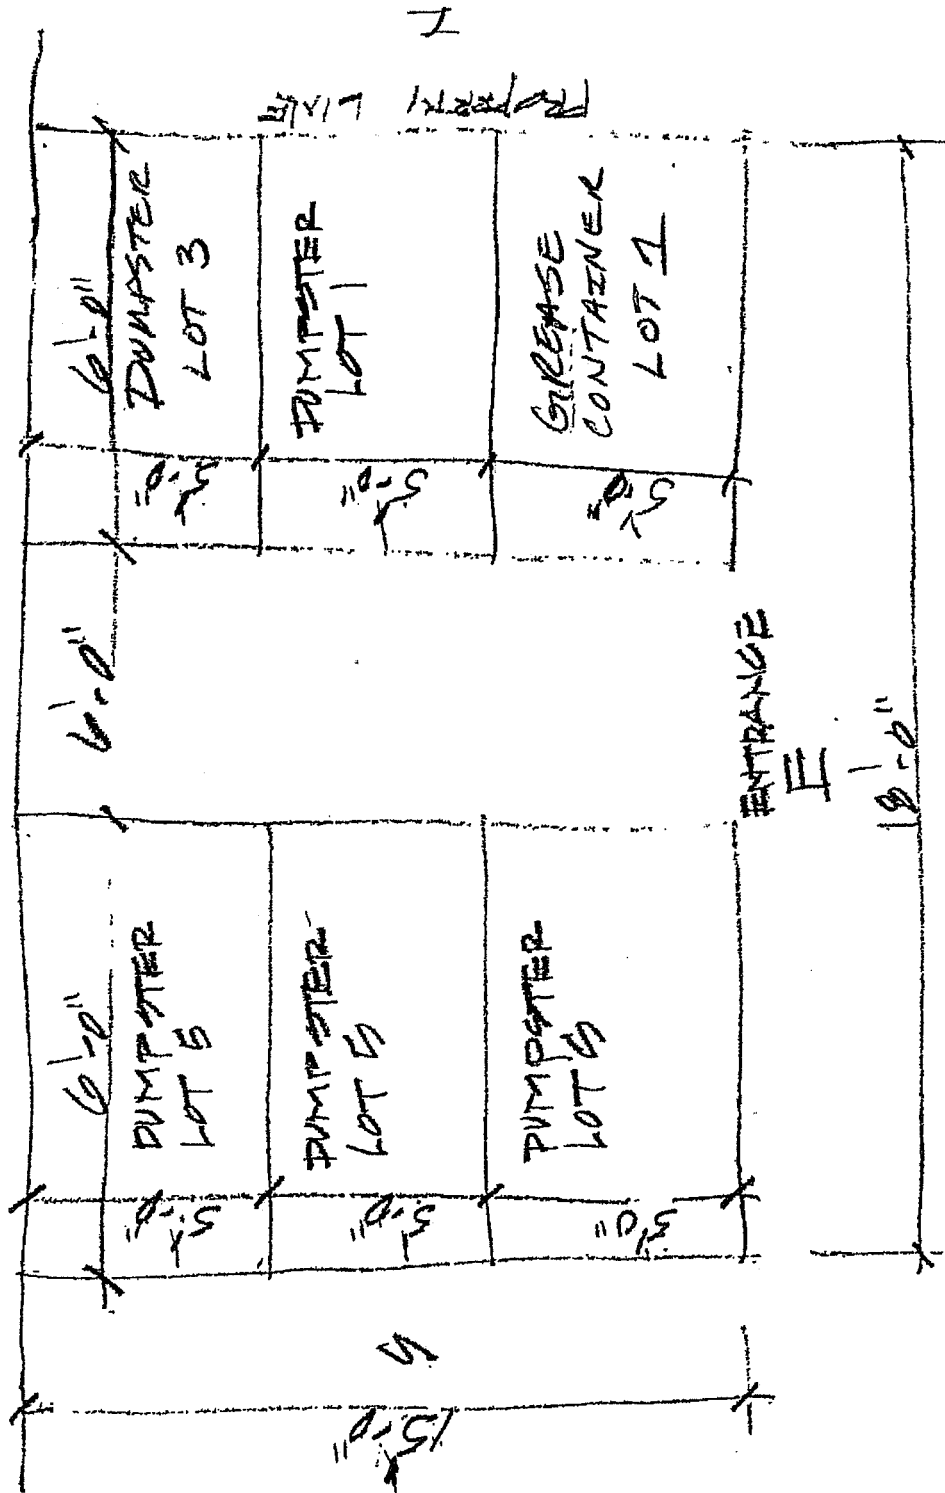 6'-0"
6'-0"
6'-0"
DUMPSTER
LOT 5
5'-0"
DUMPSTER
LOT 3
5'-0"
15'-0"
5
DUMPSTER
LOT 5
5'-0"
DUMPSTER
LOT 1
5'-0"
PROPERTY LINE
1
DUMPSTER
LOT 5
5'-0"
GREASE
CONTAINER
LOT 1
5'-0"
ENTRANCE
E
18'-0"